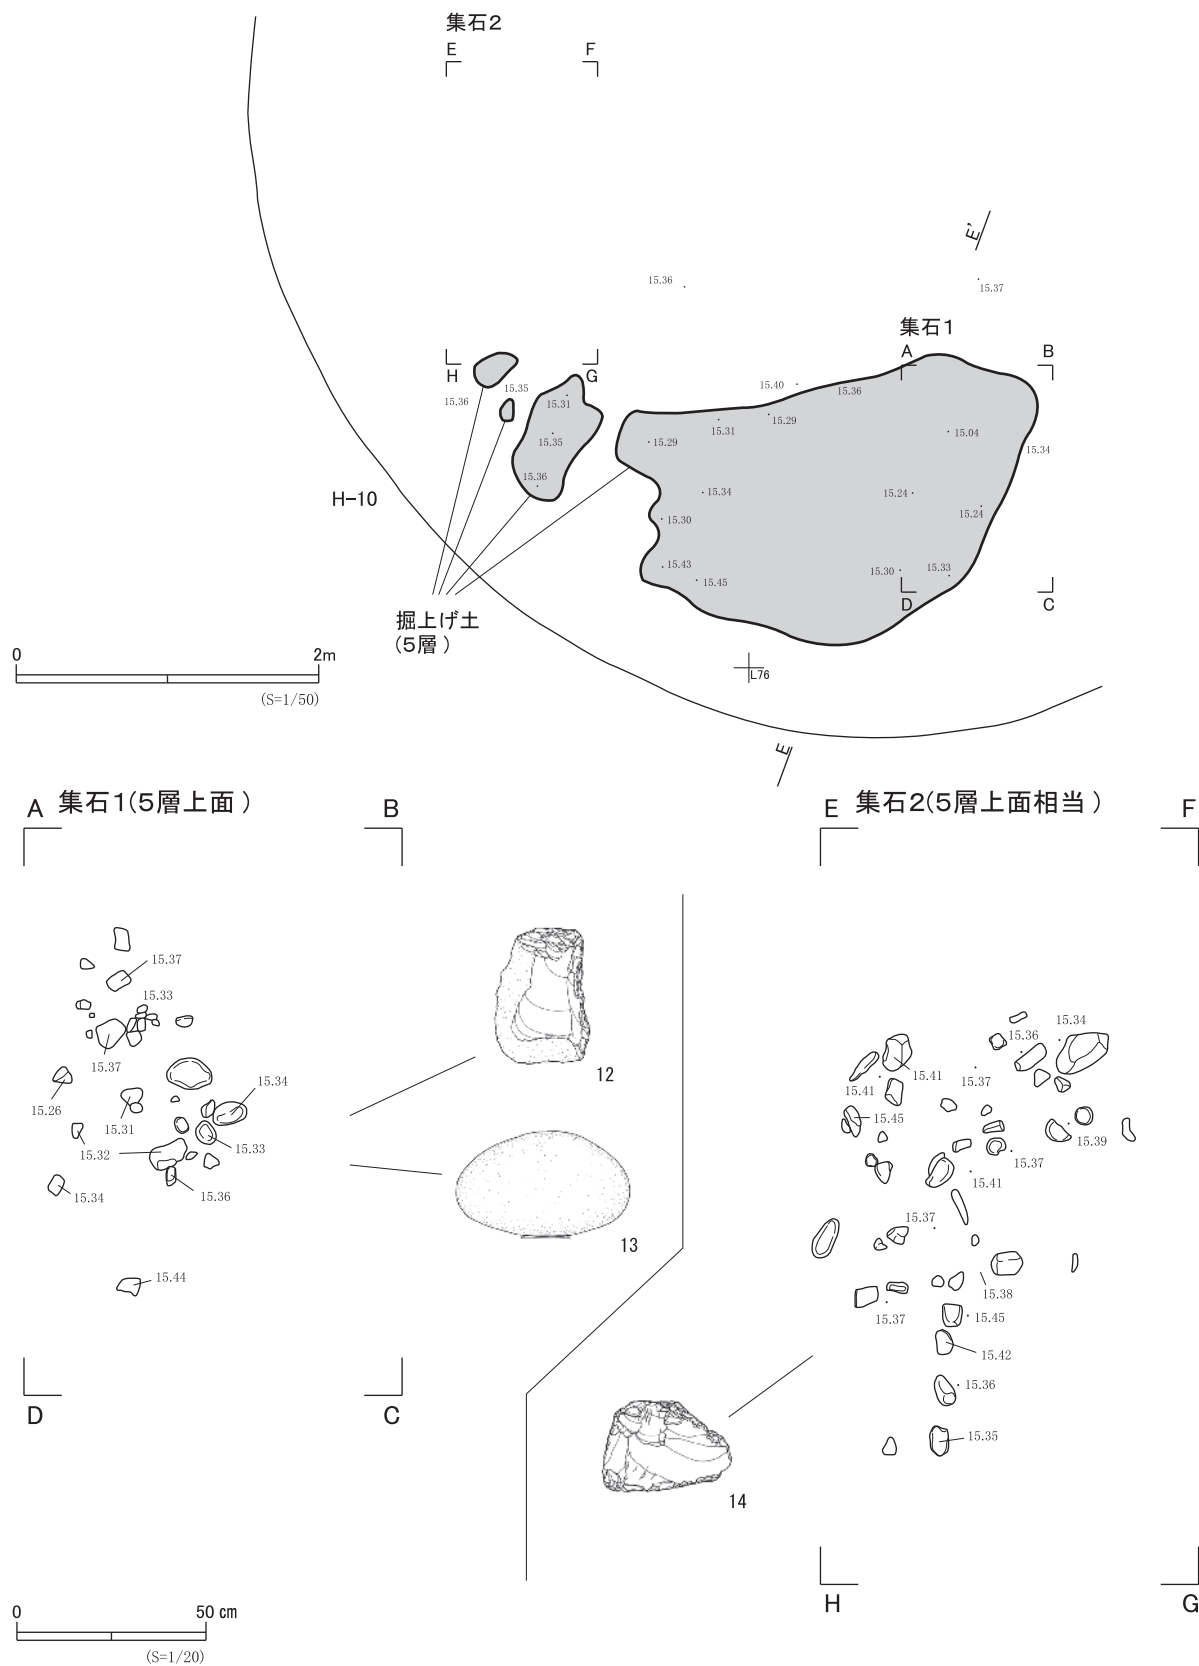 集石2
E
F
E'
15.36
15.37
集石1
A
B
H
G
15.36
15.35
15.31
15.40
15.36
15.29
15.31
15.29
15.04
15.35
15.34
15.36
15.34
15.24
15.24
H-10
15.30
15.43
15.45
15.30
15.33
D
C
掘上げ土
(5層)
L76
0
2m
(S=1/50)
E
A
集石1(5層上面)
B
15.37
15.33
15.37
15.26
15.31
15.34
15.32
15.33
15.34
15.36
15.44
D
C
12
13
14
E
集石2(5層上面相当)
F
15.34
15.36
15.41
15.41
15.37
15.45
15.39
15.37
15.41
15.37
15.38
15.37
15.45
15.42
15.36
15.35
H
G
0
50 cm
(S=1/20)